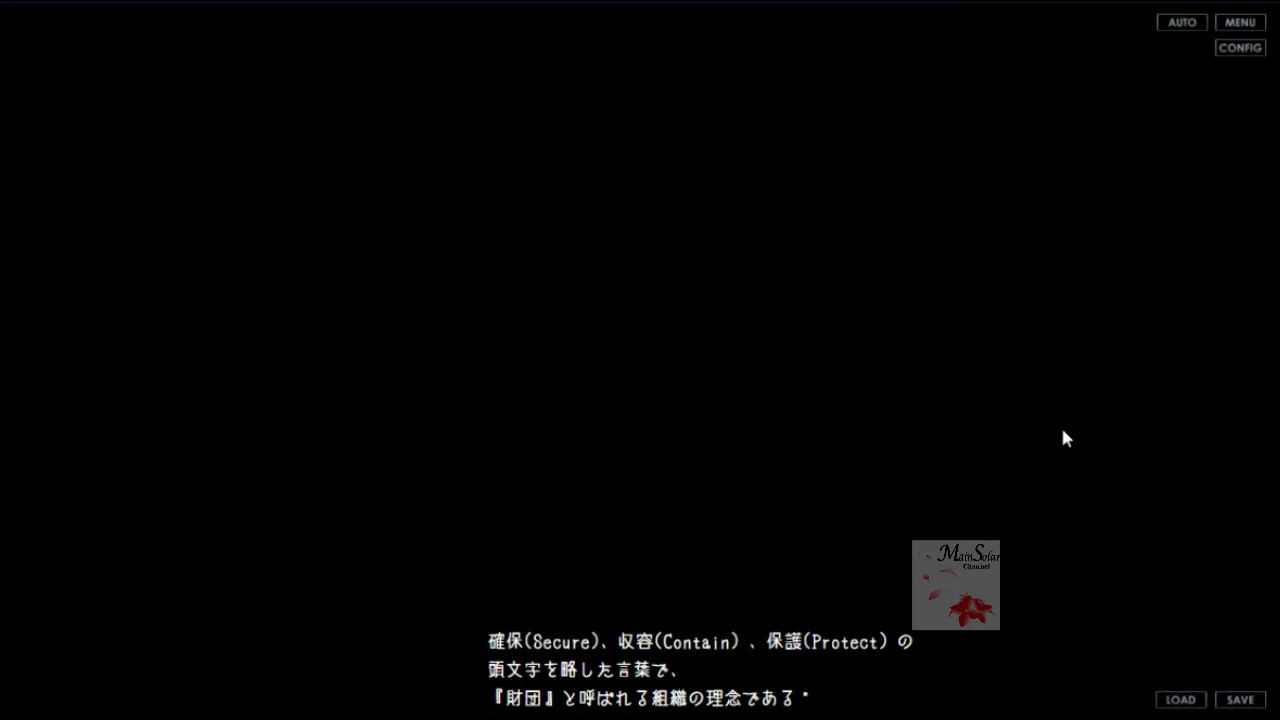 AUTO MENU
CONFIG
MainSolar
Channel
確保(Secure)、収容(Contain) 、保護(Protect) の
頭文字を略した言葉で、
『財団』と呼ばれる組織の理念である"
LOAD SAVE